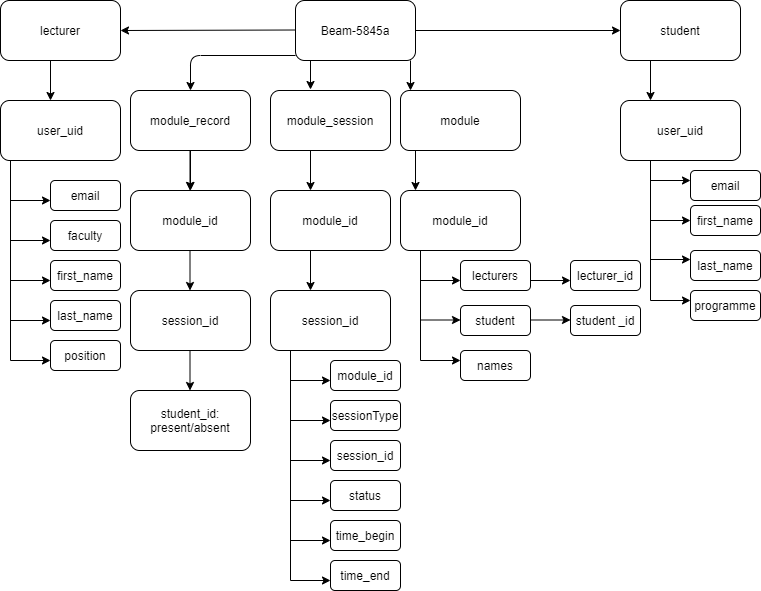 lecturer
Beam-5845a
student
user_uid
module_record
module_session
module
user_uid
email
faculty
first_name
last_name
position
module_id
module_id
module_id
email
first_name
last_name
programme
session_id
session_id
lecturers
lecturer_id
student
student _id
names
student_id:
present/absent
module_id
sessionType
session_id
status
time_begin
time_end